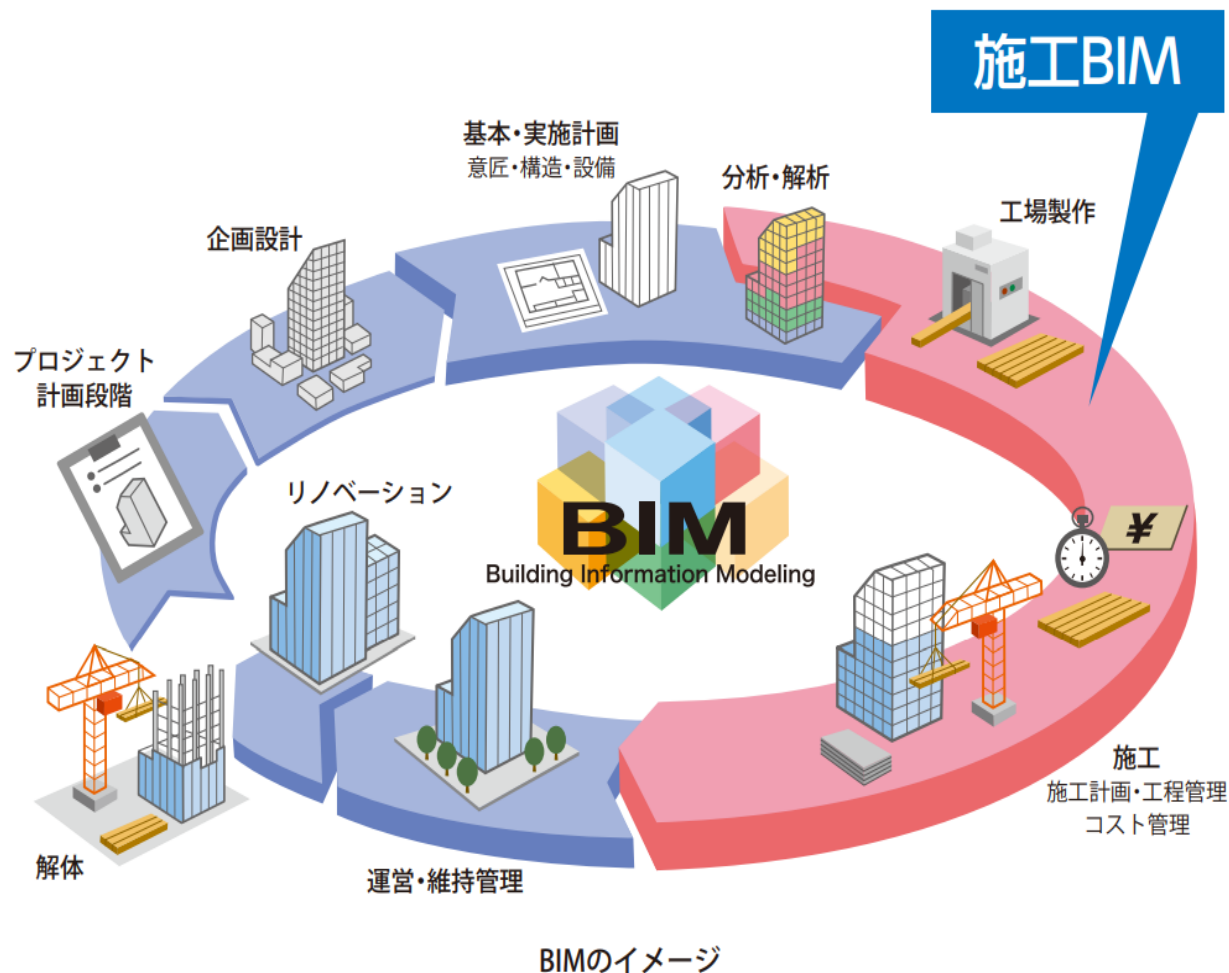 施工BIM
基本・実施計画
意匠・構造・設備
分析・解析
工場製作
企画設計
プロジェクト
計画段階
リノベーション
BIM
Building Information Modeling
¥
施工
施工計画・工程管理
コスト管理
解体
運営・維持管理
BIMのイメージ